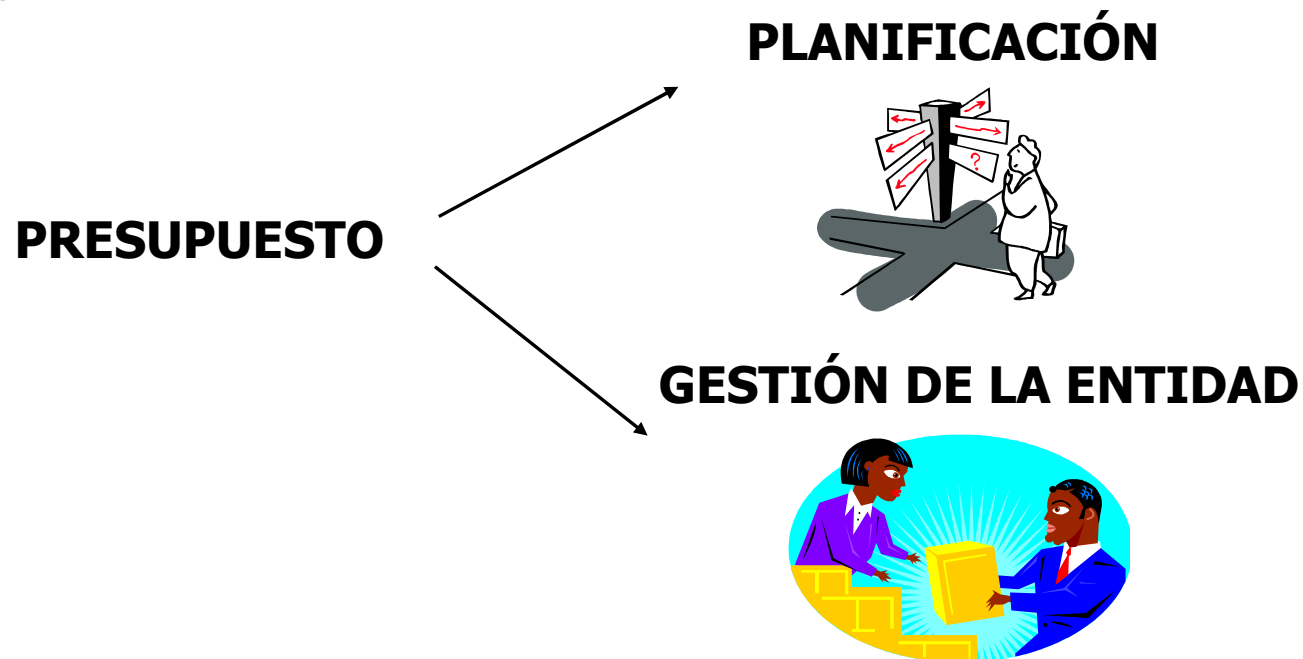 PLANIFICACIÓN
?
PRESUPUESTO
GESTIÓN DE LA ENTIDAD